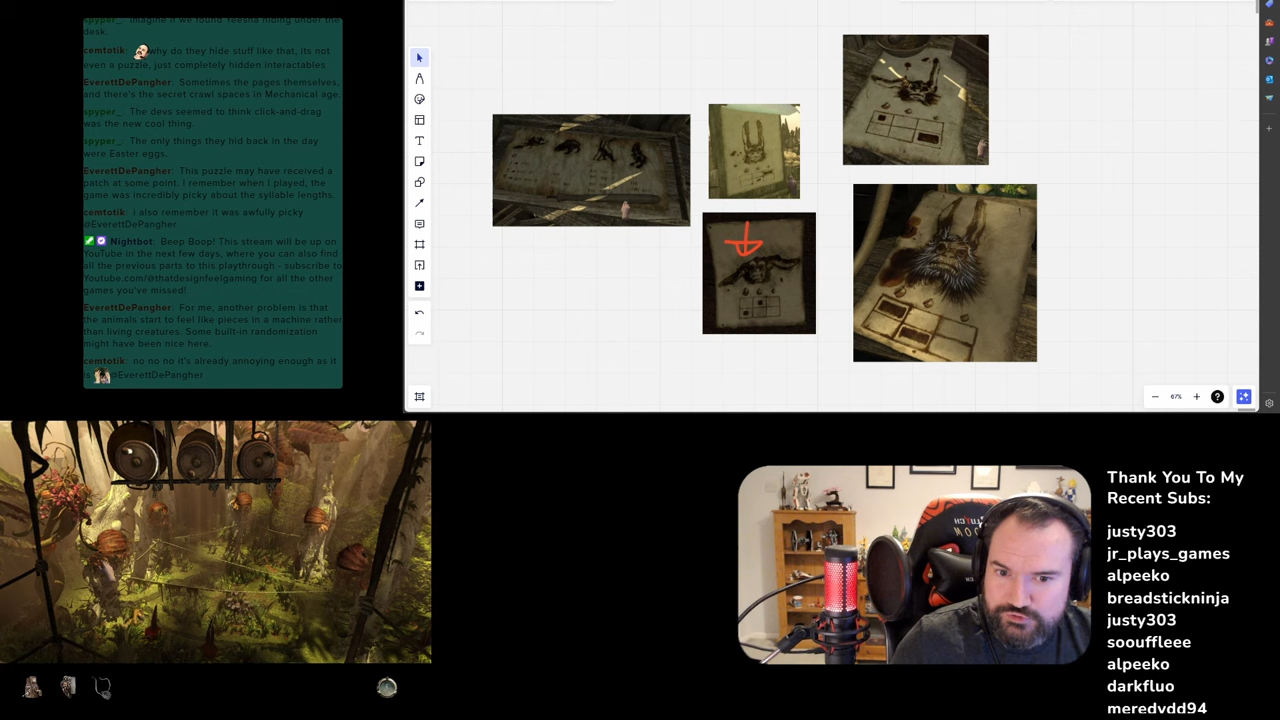 spyper_: Imagine if we found Yeesha hiding under the
desk.
cemtotik: why do they hide stuff like that, its not
even a puzzle, just completely hidden interactables
EverettDePangher: Sometimes the pages themselves,
and there's the secret crawl spaces in Mechanical age.
spyper_: The devs seemed to think click-and-drag
was the new cool thing.
spyper_: The only things they hid back in the day
were Easter eggs.
EverettDePangher: This puzzle may have received a
patch at some point. I remember when I played, the
game was incredibly picky about the syllable lengths.
cemtotik: i also remember it was awfully picky
@EverettDePangher
Nightbot: Beep Boop! This stream will be up on
YouTube in the next few days, where you can also find
all the previous parts to this playthrough - subscribe to
Youtube.com/@thatdesignfeelgaming for all the other
games you've missed!
EverettDePangher: For me, another problem is that
the animals start to feel like pieces in a machine rather
than living creatures. Some built-in randomization
might have been nice here.
cemtotik: no no no it's already annoying enough as it
is @EverettDePangher
67%
Thank You To My
Recent Subs:
justy303
jr_plays_games
alpeeko
breadstickninja
justy303
sooufleee
alpeeko
darkfluo
meredydd94